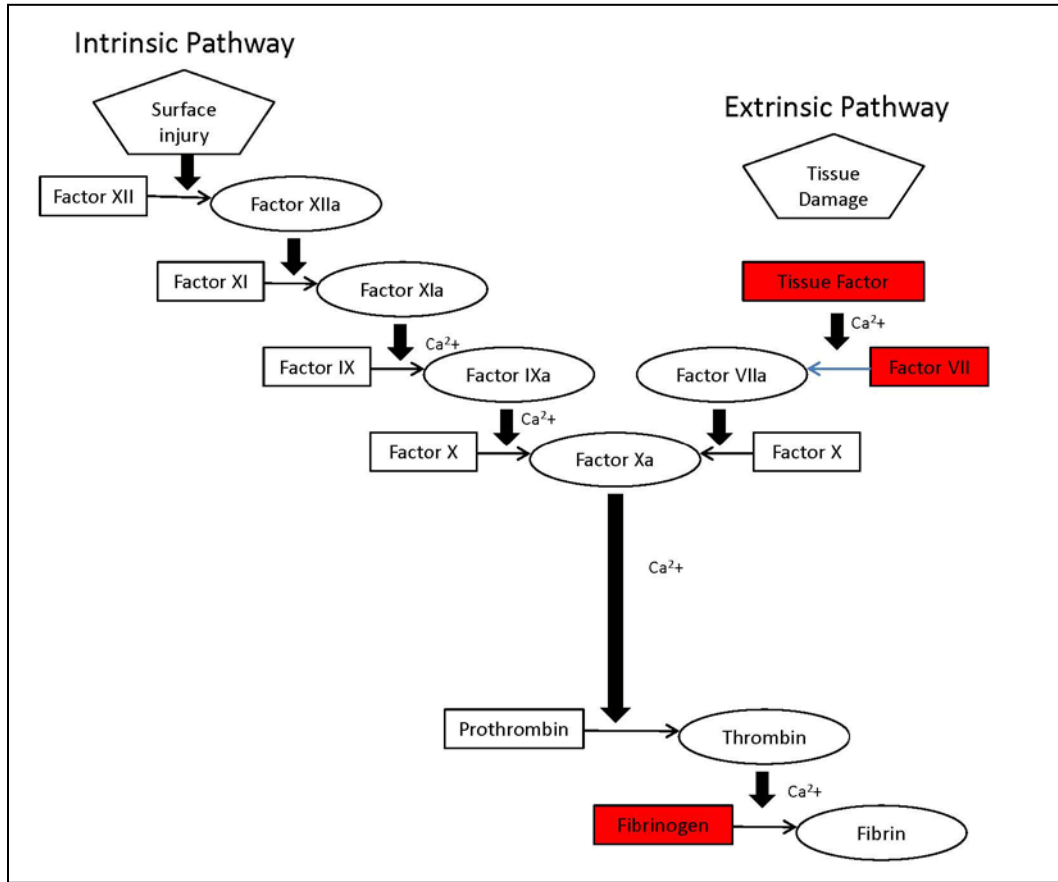 Intrinsic Pathway
Surface
injury
Factor XII
Factor XIIa
Factor XI
Factor XIa
Ca²+
Factor IX
Factor IXa
Ca²+
Factor X
Factor Xa
Extrinsic Pathway
Tissue
Damage
Tissue Factor
Ca²+
Factor VII
Factor VIIa
Factor X
Ca²+
Prothrombin
Thrombin
Ca²+
Fibrinogen
Fibrin